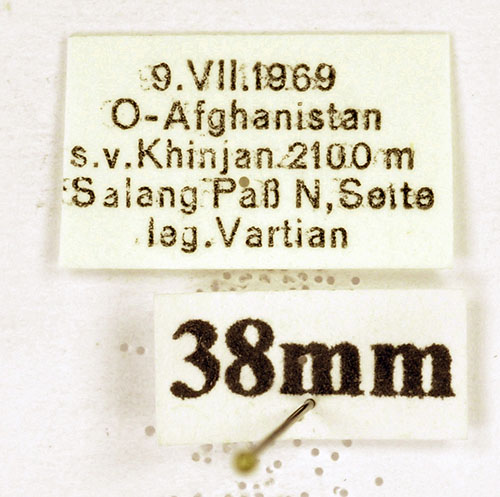 9.VII.1969
O-Afghanistan
s.v.Khinjan.2100 m
Salang Paß N,Seite
leg.Vartian
38mm